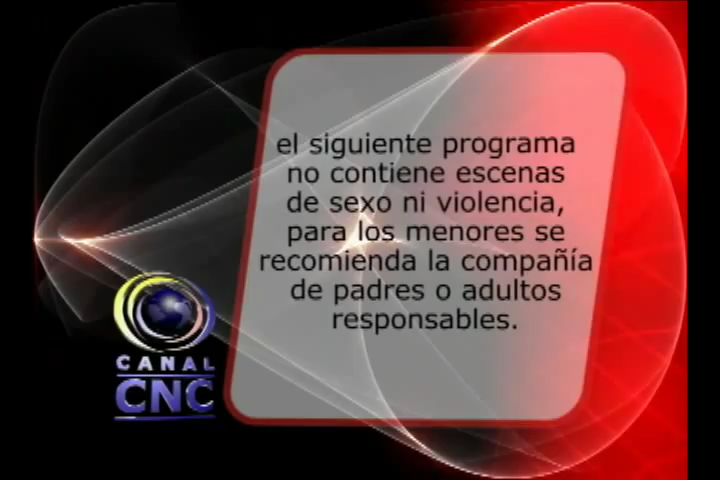 el siguiente programa
no contiene escenas
de sexo ni violencia,
para los menores se
recomienda la compañía
de padres o adultos
responsables.
CANAL
CNC